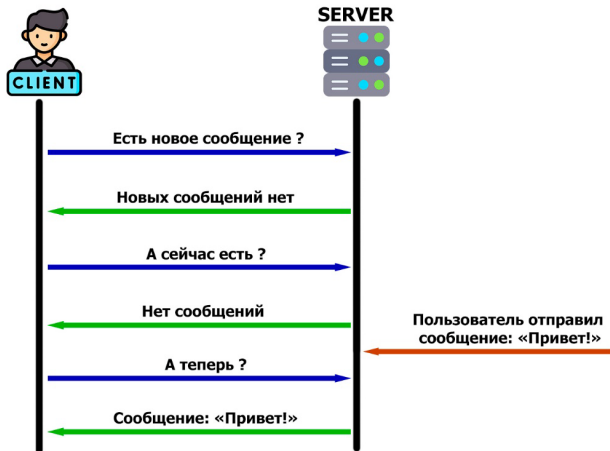 SERVER
CLIENT
Есть новое сообщение ?
Новых сообщений нет
А сейчас есть ?
Нет сообщений
Пользователь отправил
сообщение: «Привет!»
А теперь ?
Сообщение: «Привет!»